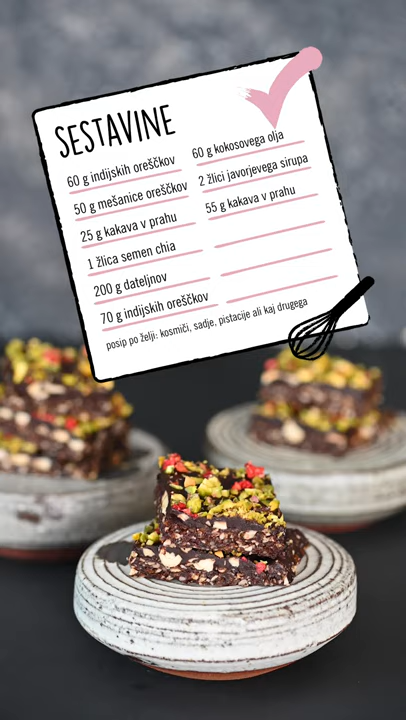 SESTAVINE
60 g indijskih oreščkov
50 g mešanice oreščkov
25 g kakava v prahu
1 žlica semen chia
200 g dateljnov
70 g indijskih oreščkov
60 g kokosovega olja
2 žlici javorjevega sirupa
55 g kakava v prahu
posip po želji: kosmiči, sadje, pistacije ali kaj drugega